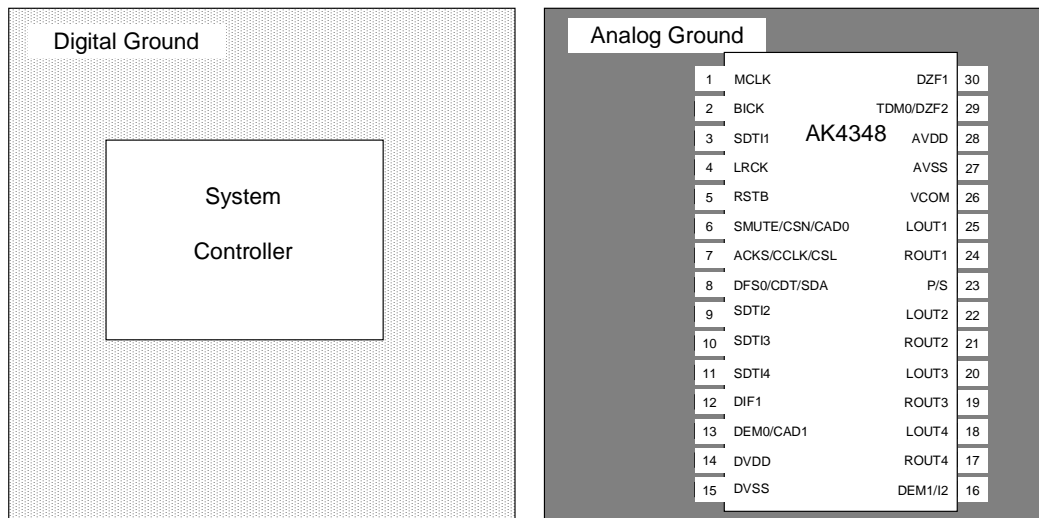 Digital Ground
System
Controller
Analog Ground
AK4348
1 MCLK DZF1 30
2 BICK TDM0/DZF2 29
3 SDTI1 AVDD 28
4 LRCK AVSS 27
5 RSTB VCOM 26
6 SMUTE/CSN/CAD0 LOUT1 25
7 ACKS/CCLK/CSL ROUT1 24
8 DFS0/CDT/SDA P/S 23
9 SDTI2 LOUT2 22
10 SDTI3 ROUT2 21
11 SDTI4 LOUT3 20
12 DIF1 ROUT3 19
13 DEM0/CAD1 LOUT4 18
14 DVDD ROUT4 17
15 DVSS DEM1/I2 16